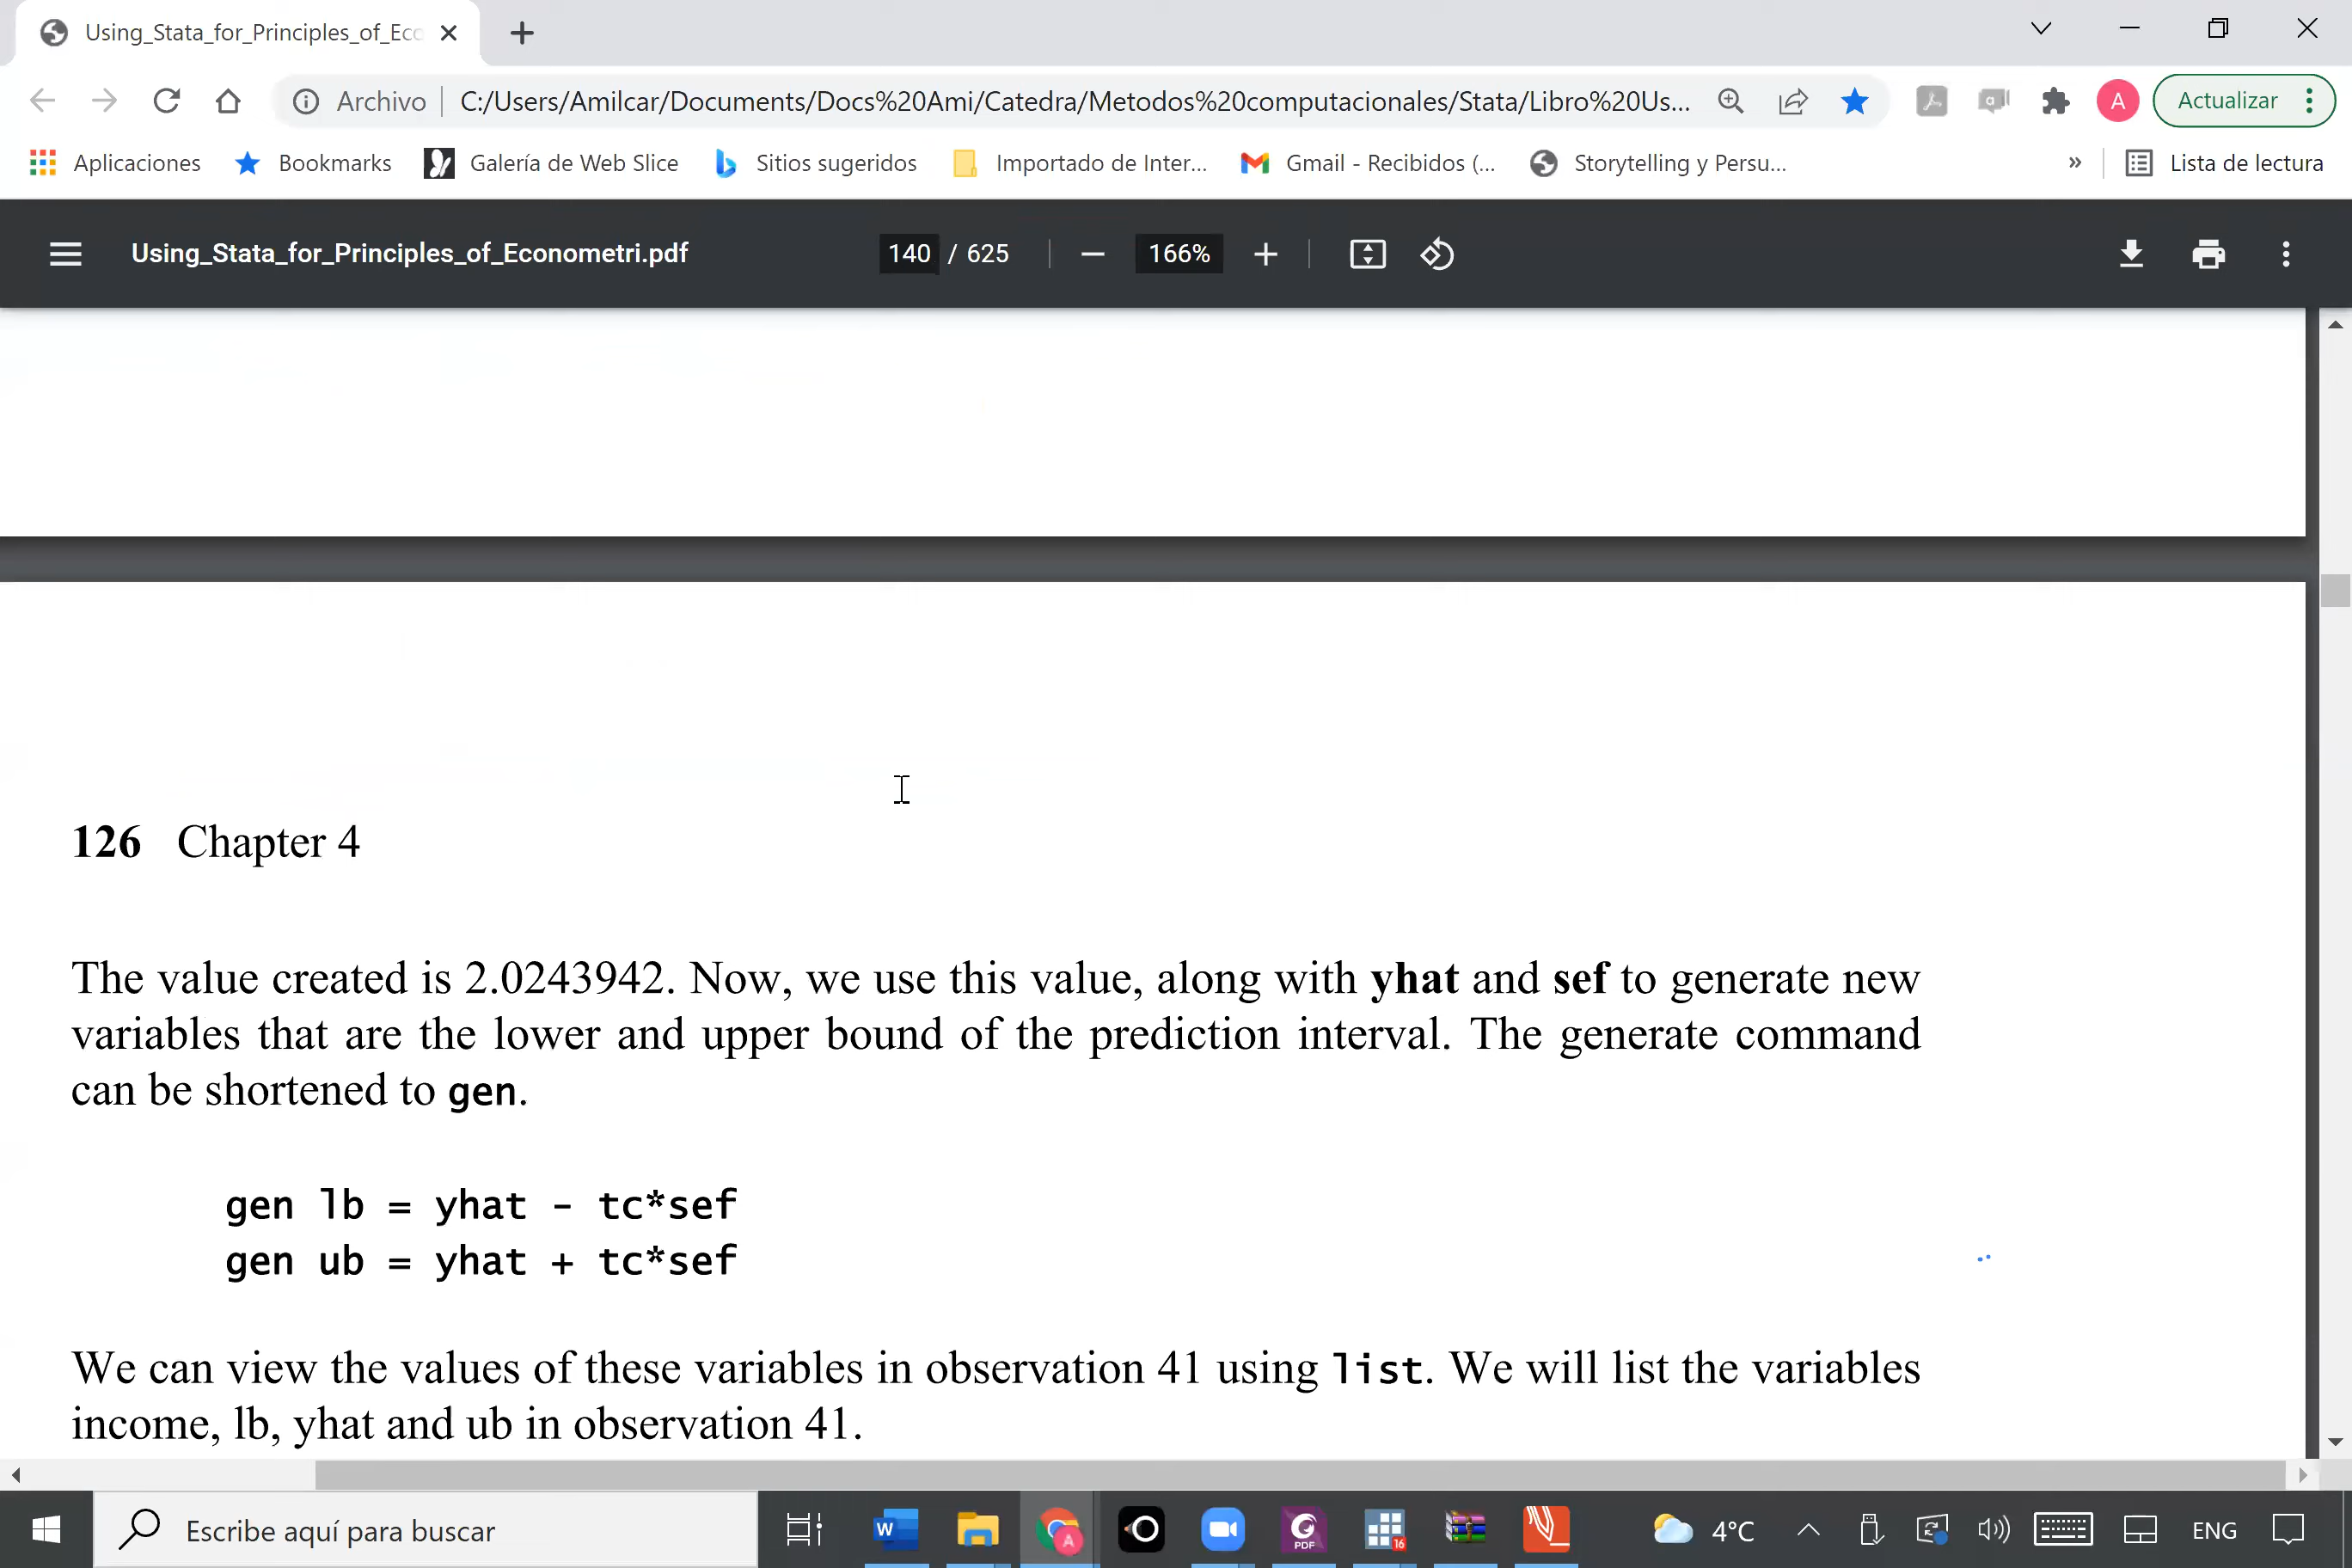 Using_Stata_for_Principles_of_Ecc
Archivo
C:/Users/Amilcar/Documents/Docs%20Ami/Catedra/Metodos%20computacionales/Stata/Libro%20Us...
A
Actualizar
Aplicaciones
Bookmarks
Galería de Web Slice
Sitios sugeridos
Importado de Inter...
Gmail - Recibidos (...
Storytelling y Persu...
»
Lista de lectura
Using_Stata_for_Principles_of_Econometri.pdf
140 / 625
166%
126 Chapter 4
The value created is 2.0243942. Now, we use this value, along with yhat and sef to generate new
variables that are the lower and upper bound of the prediction interval. The generate command
can be shortened to gen.
gen lb = yhat - tc*sef
gen ub = yhat + tc*sef
We can view the values of these variables in observation 41 using list. We will list the variables
income, lb, yhat and ub in observation 41.
Escribe aquí para buscar
W
A
PDF
16
4°C
ENG